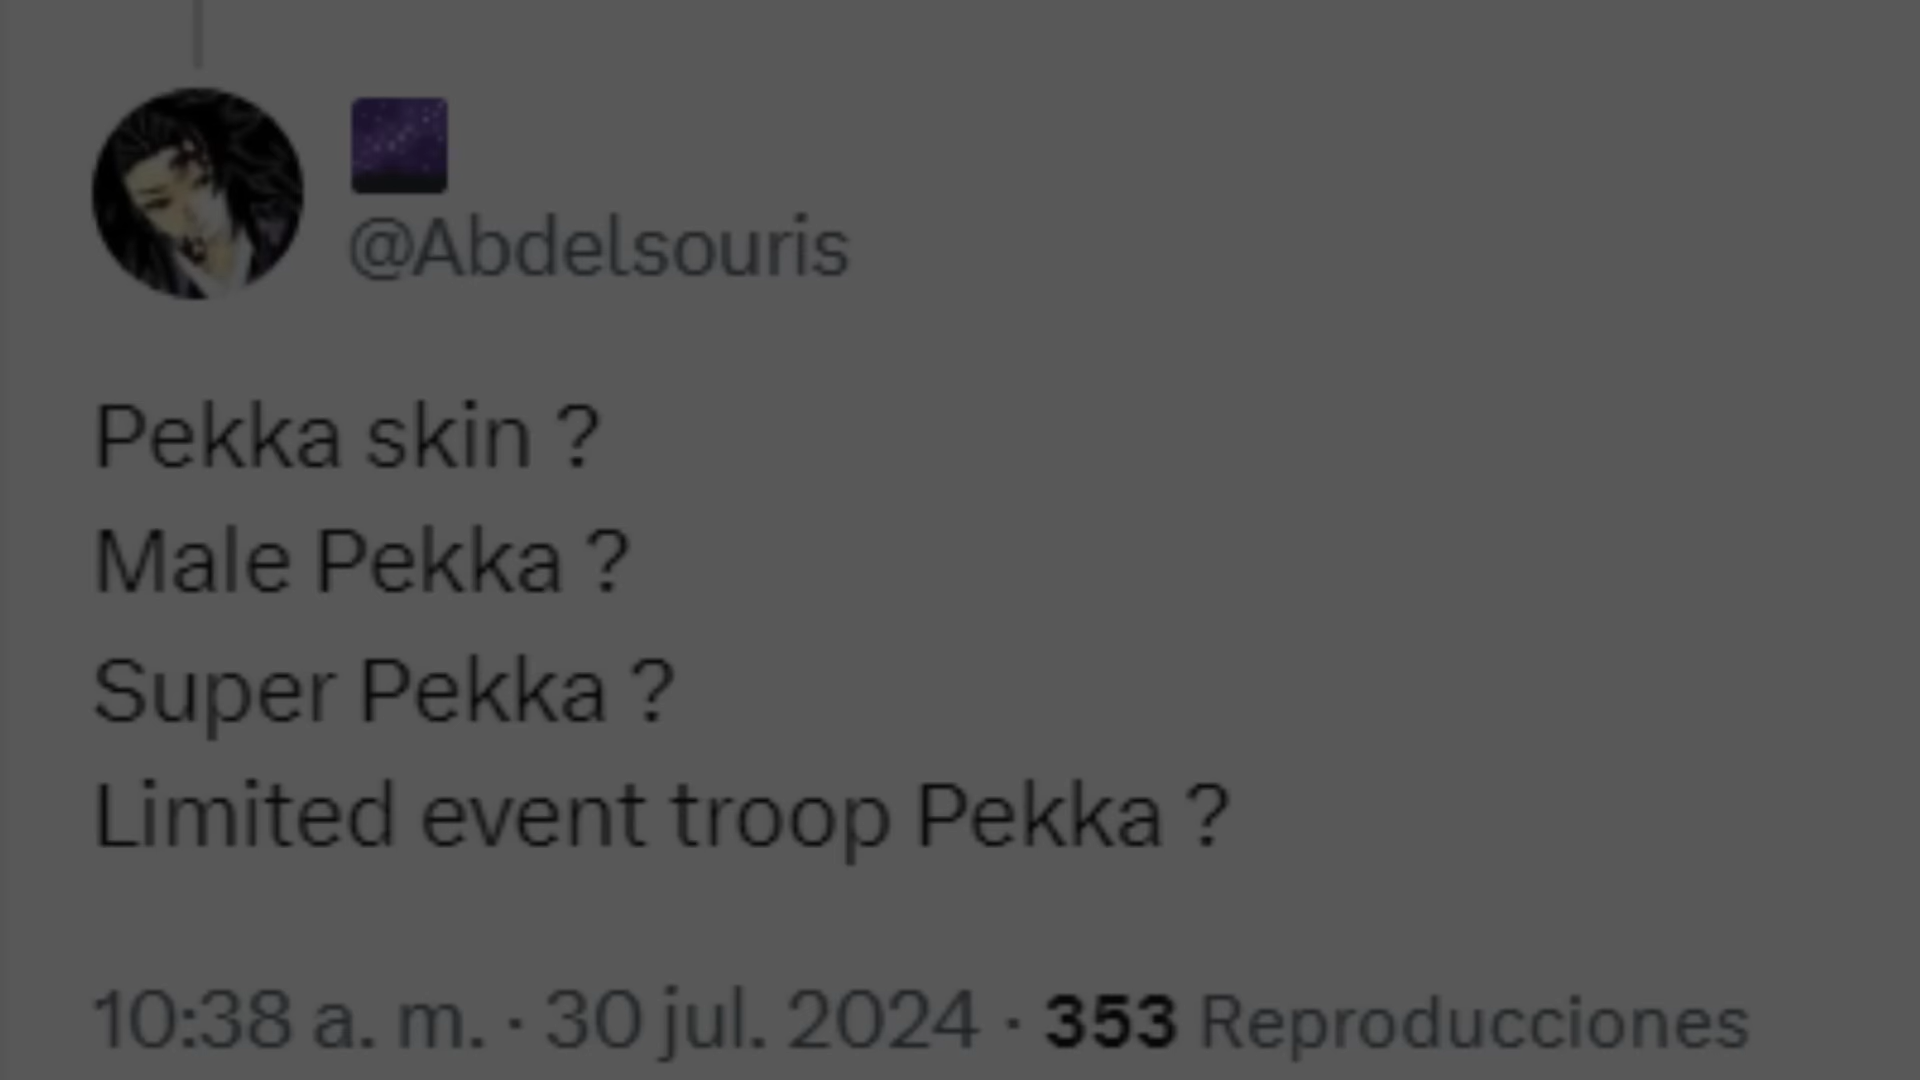 @Abdelsouris
Pekka skin ?
Male Pekka ?
Super Pekka ?
Limited event troop Pekka ?
10:38 a. m. · 30 jul. 2024 · 353 Reproducciones